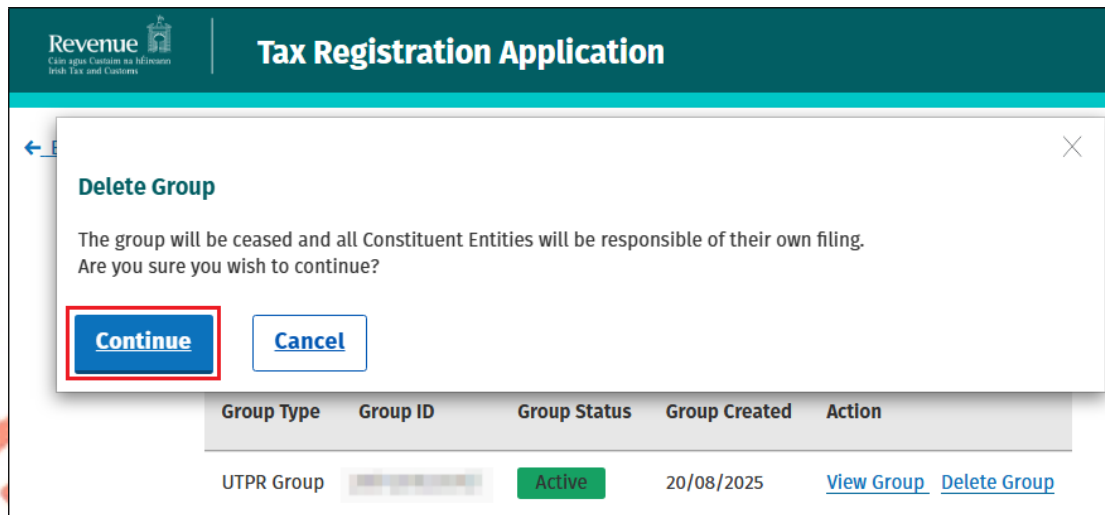 Revenue
Cáin agus Custaim na hÉireann
Irish Tax and Customs
Tax Registration Application
Delete Group
The group will be ceased and all Constituent Entities will be responsible of their own filing.
Are you sure you wish to continue?
Continue Cancel
Group Type Group ID Group Status Group Created Action
UTPR Group Active 20/08/2025 View Group Delete Group